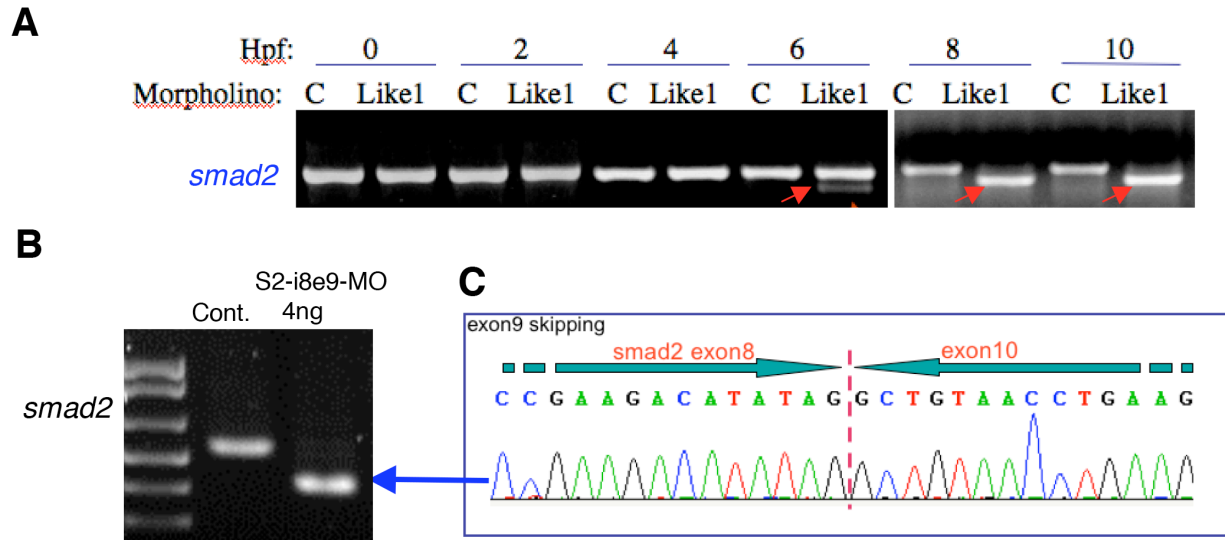 A
Hpf: 0 2 4 6 8 10
Morpholino: C Like1 C Like1 C Like1 C Like1 C Like1 C Like1
smad2
B
S2-i8e9-MO
Cont. 4ng
smad2
C
exon9 skipping
smad2 exon8 exon10
C C G A A G A C A T A T A G G C T G T A A C C T G A A G